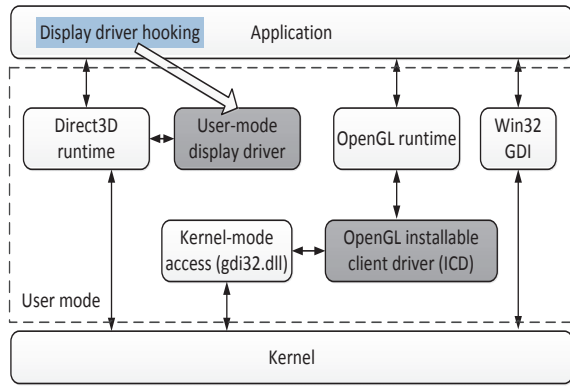 Display driver hooking
Application
Direct3D
runtime
User-mode
display driver
OpenGL runtime
Win32
GDI
Kernel-mode
access (gdi32.dll)
OpenGL installable
client driver (ICD)
User mode
Kernel